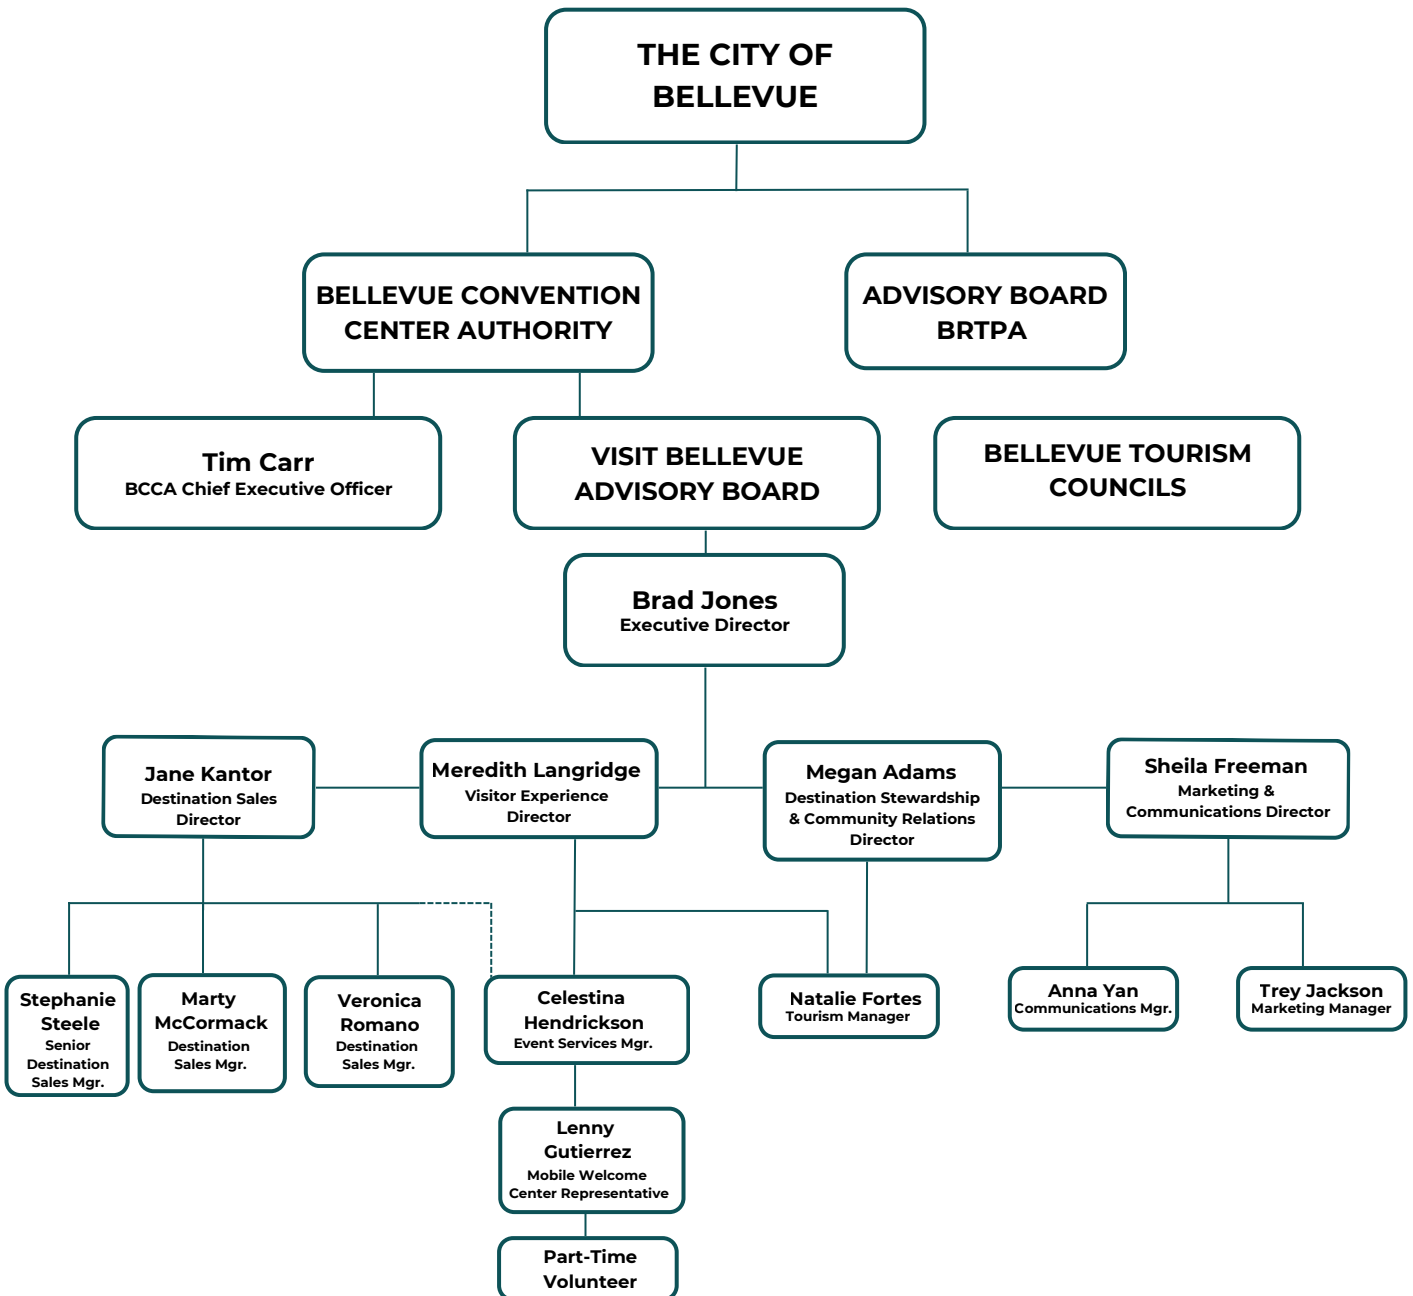 THE CITY OF
BELLEVUE
BELLEVUE CONVENTION
CENTER AUTHORITY
ADVISORY BOARD
BRTPA
Tim Carr
BCCA Chief Executive Officer
VISIT BELLEVUE
ADVISORY BOARD
BELLEVUE TOURISM
COUNCILS
Brad Jones
Executive Director
Jane Kantor
Destination Sales
Director
Meredith Langridge
Visitor Experience
Director
Megan Adams
Destination Stewardship
& Community Relations
Director
Sheila Freeman
Marketing &
Communications Director
Stephanie
Steele
Senior
Destination
Sales Mgr.
Marty
McCormack
Destination
Sales Mgr.
Veronica
Romano
Destination
Sales Mgr.
Celestina
Hendrickson
Event Services Mgr.
Natalie Fortes
Tourism Manager
Anna Yan
Communications Mgr.
Trey Jackson
Marketing Manager
Lenny
Gutierrez
Mobile Welcome
Center Representative
Part-Time
Volunteer